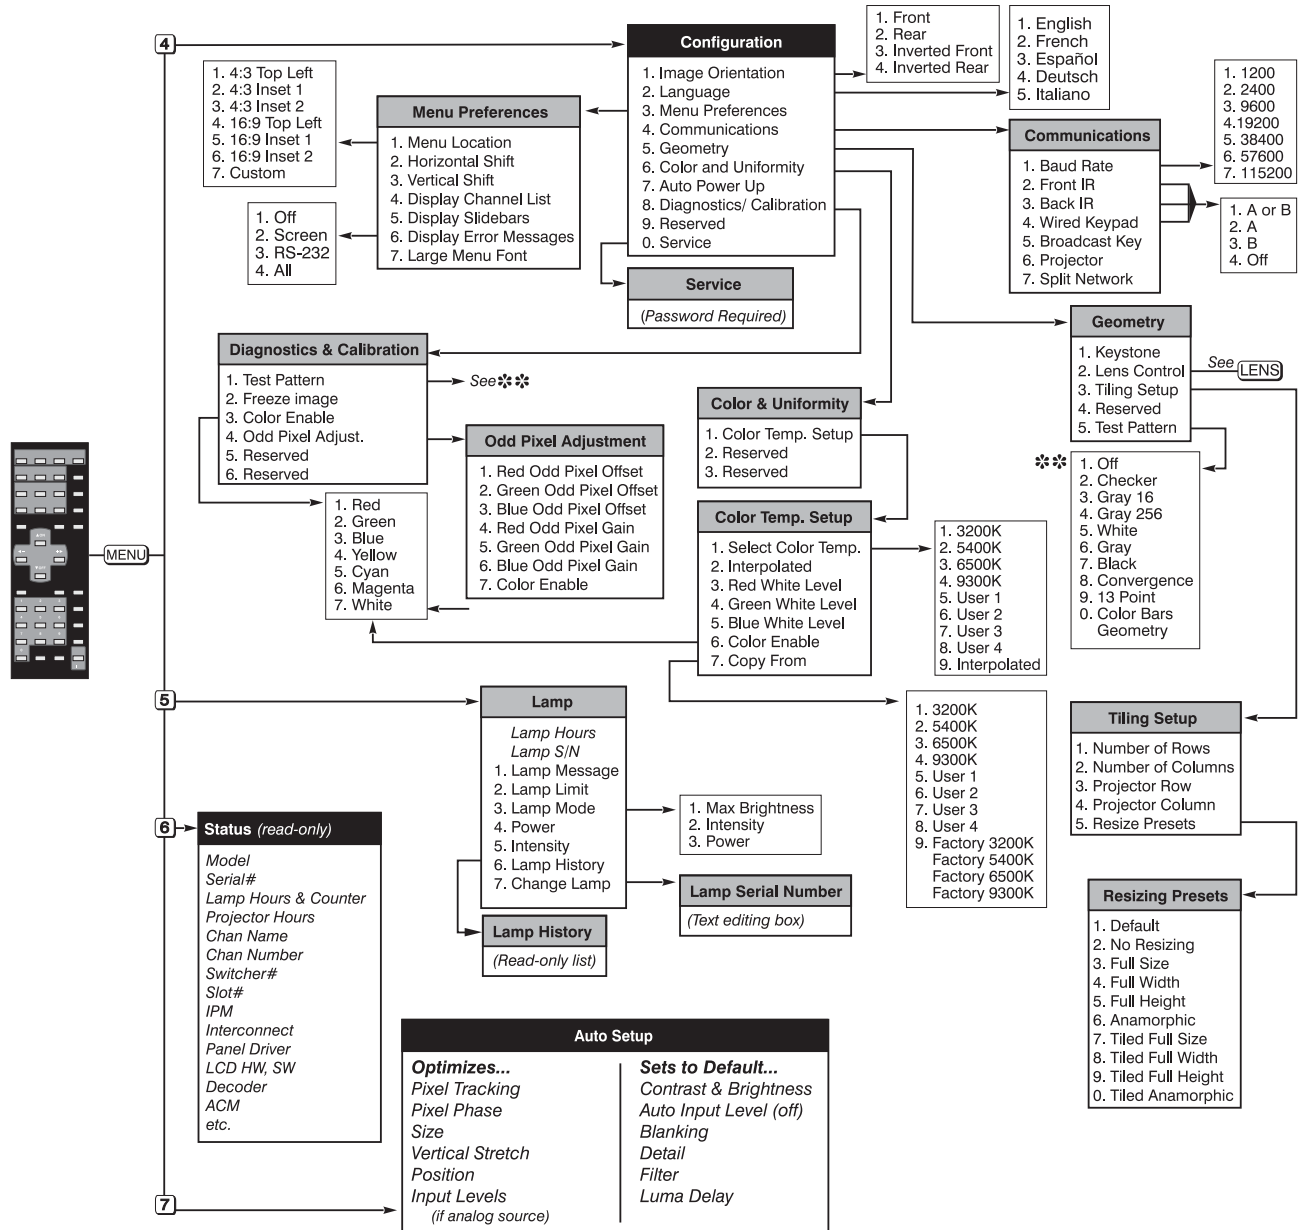 4
Configuration
1. Image Orientation
2. Language
3. Menu Preferences
4. Communications
5. Geometry
6. Color and Uniformity
7. Auto Power Up
8. Diagnostics/ Calibration
9. Reserved
0. Service
1. Front
2. Rear
3. Inverted Front
4. Inverted Rear
1. English
2. French
3. Español
4. Deutsch
5. Italiano
1. 4:3 Top Left
2. 4:3 Inset 1
3. 4:3 Inset 2
4. 16:9 Top Left
5. 16:9 Inset 1
6. 16:9 Inset 2
7. Custom
Menu Preferences
1. Menu Location
2. Horizontal Shift
3. Vertical Shift
4. Display Channel List
5. Display Slidebars
6. Display Error Messages
7. Large Menu Font
1. Off
2. Screen
3. RS-232
4. All
Communications
1. Baud Rate
2. Front IR
3. Back IR
4. Wired Keypad
5. Broadcast Key
6. Projector
7. Split Network
1. 1200
2. 2400
3. 9600
4.19200
5. 38400
6. 57600
7. 115200
1. A or B
2. A
3. B
4. Off
Service
(Password Required)
Geometry
1. Keystone
2. Lens Control
3. Tiling Setup
4. Reserved
5. Test Pattern
See LENS
Diagnostics & Calibration
1. Test Pattern
2. Freeze image
3. Color Enable
4. Odd Pixel Adjust.
5. Reserved
6. Reserved
See ✽✽
Odd Pixel Adjustment
1. Red Odd Pixel Offset
2. Green Odd Pixel Offset
3. Blue Odd Pixel Offset
4. Red Odd Pixel Gain
5. Green Odd Pixel Gain
6. Blue Odd Pixel Gain
7. Color Enable
1. Red
2. Green
3. Blue
4. Yellow
5. Cyan
6. Magenta
7. White
Color & Uniformity
1. Color Temp. Setup
2. Reserved
3. Reserved
✽✽
1. Off
2. Checker
3. Gray 16
4. Gray 256
5. White
6. Gray
7. Black
8. Convergence
9. 13 Point
0. Color Bars
Geometry
Color Temp. Setup
1. Select Color Temp.
2. Interpolated
3. Red White Level
4. Green White Level
5. Blue White Level
6. Color Enable
7. Copy From
1. 3200K
2. 5400K
3. 6500K
4. 9300K
5. User 1
6. User 2
7. User 3
8. User 4
9. Interpolated
MENU
5
Lamp
Lamp Hours
Lamp S/N
1. Lamp Message
2. Lamp Limit
3. Lamp Mode
4. Power
5. Intensity
6. Lamp History
7. Change Lamp
1. Max Brightness
2. Intensity
3. Power
Lamp Serial Number
(Text editing box)
Lamp History
(Read-only list)
1. 3200K
2. 5400K
3. 6500K
4. 9300K
5. User 1
6. User 2
7. User 3
8. User 4
9. Factory 3200K
Factory 5400K
Factory 6500K
Factory 9300K
Tiling Setup
1. Number of Rows
2. Number of Columns
3. Projector Row
4. Projector Column
5. Resize Presets
Resizing Presets
1. Default
2. No Resizing
3. Full Size
4. Full Width
5. Full Height
6. Anamorphic
7. Tiled Full Size
8. Tiled Full Width
9. Tiled Full Height
0. Tiled Anamorphic
6
Status (read-only)
Model
Serial#
Lamp Hours & Counter
Projector Hours
Chan Name
Chan Number
Switcher#
Slot#
IPM
Interconnect
Panel Driver
LCD HW, SW
Decoder
ACM
etc.
7
Auto Setup
Optimizes...
Pixel Tracking
Pixel Phase
Size
Vertical Stretch
Position
Input Levels
(if analog source)
Sets to Default...
Contrast & Brightness
Auto Input Level (off)
Blanking
Detail
Filter
Luma Delay